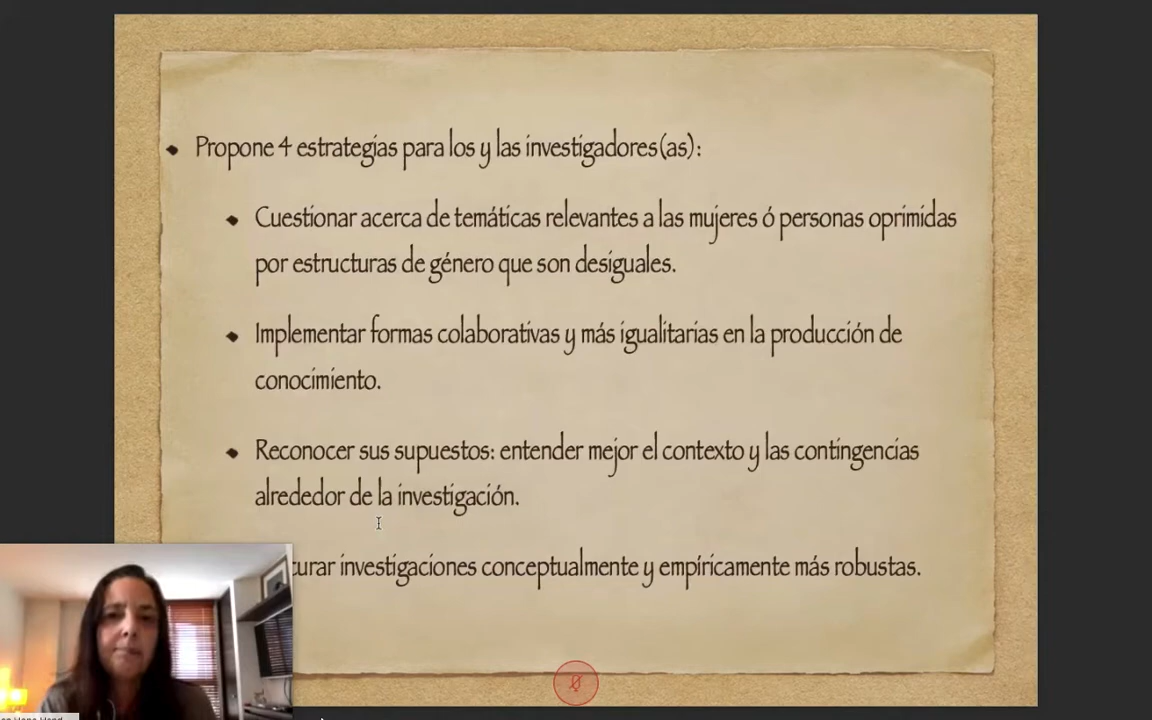 Propone 4 estrategias para los y las investigadores(as):
Cuestionar acerca de temáticas relevantes a las mujeres ó personas oprimidas
por estructuras de género que son desiguales.
Implementar formas colaborativas y más igualitarias en la producción de
conocimiento.
Reconocer sus supuestos: entender mejor el contexto y las contingencias
alrededor de la investigación.
investigaciones conceptualmente y empíricamente más robustas.